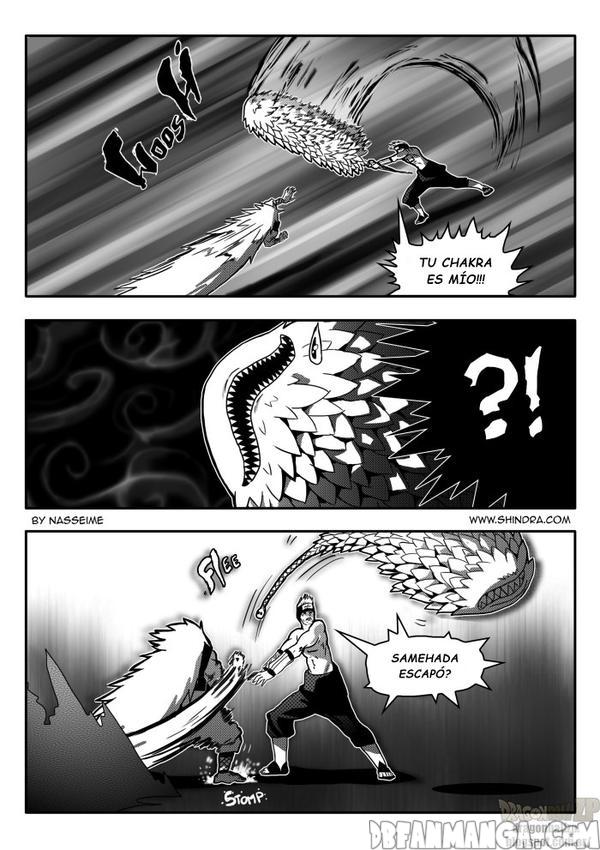 WOOSH
TU CHAKRA
ES MÍO!!!
?!
BY NASSEIME
WWW.SHINDRA.COM
FLEE
SAMEHADA
ESCAPÓ?
STOMP
DBFANMANGA.COM